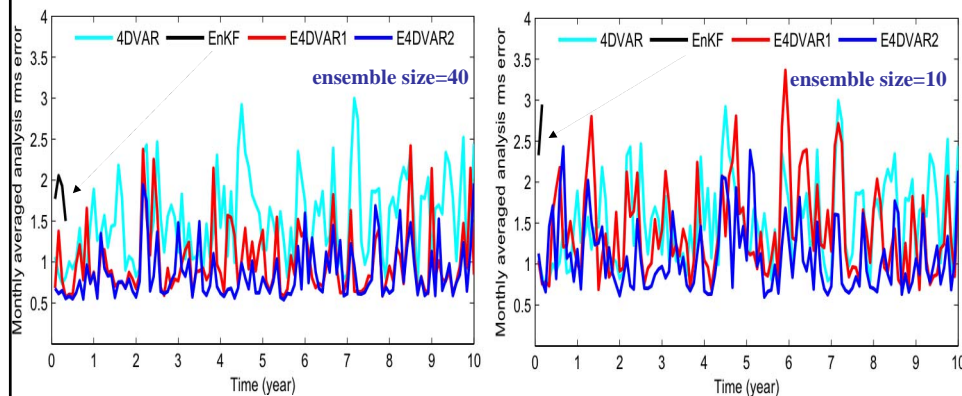 4
4DVAR EnKF E4DVAR1 E4DVAR2
3.5
ensemble size=40
3
2.5
2
1.5
1
0.5
Monthly averaged analysis rms error
0 1 2 3 4 5 6 7 8 9 10
Time (year)
4
4DVAR EnKF E4DVAR1 E4DVAR2
3.5
ensemble size=10
3
2.5
2
1.5
1
0.5
Monthly averaged analysis rms error
0 1 2 3 4 5 6 7 8 9 10
Time (year)